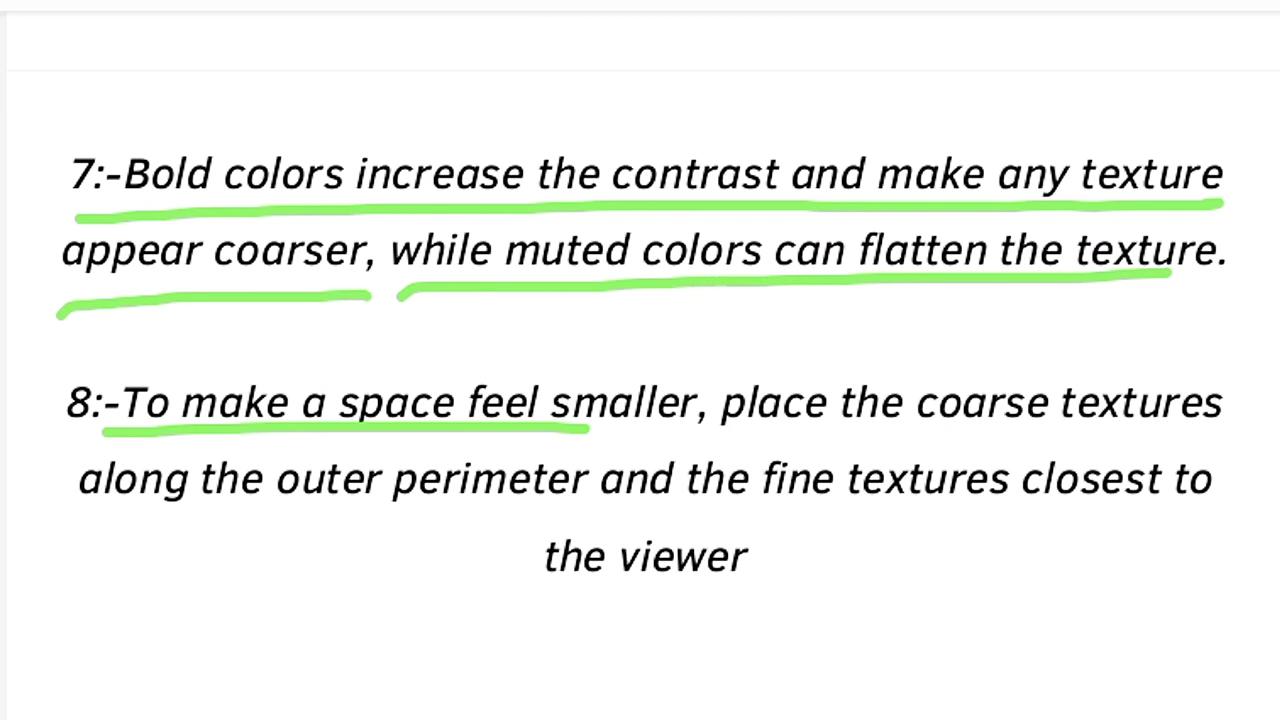 7:-Bold colors increase the contrast and make any texture
appear coarser, while muted colors can flatten the texture.
8:-To make a space feel smaller, place the coarse textures
along the outer perimeter and the fine textures closest to
the viewer